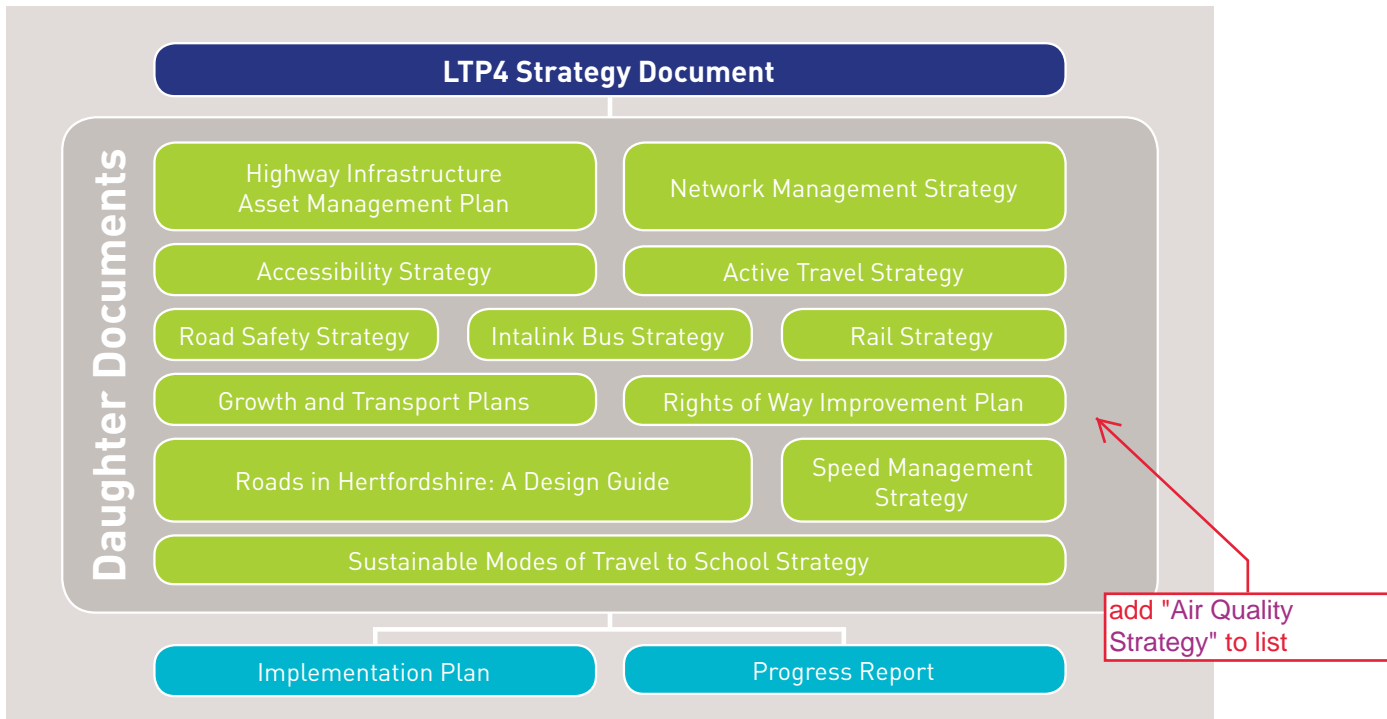 LTP4 Strategy Document
Daughter Documents
Highway Infrastructure
Asset Management Plan
Network Management Strategy
Accessibility Strategy
Active Travel Strategy
Road Safety Strategy
Intalink Bus Strategy
Rail Strategy
Growth and Transport Plans
Rights of Way Improvement Plan
Roads in Hertfordshire: A Design Guide
Speed Management
Strategy
Sustainable Modes of Travel to School Strategy
add "Air Quality
Strategy" to list
Implementation Plan
Progress Report